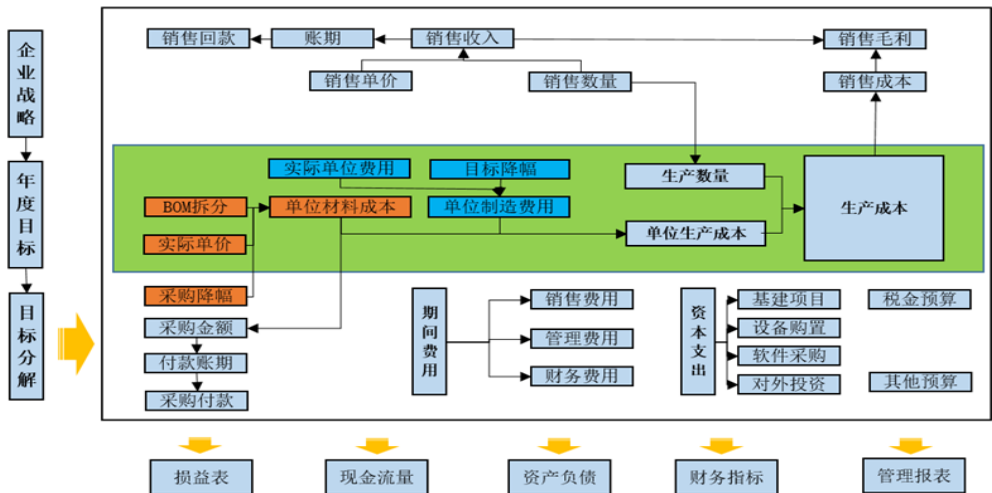 企业战略
年度目标
目标分解
销售回款
账期
销售收入
销售毛利
销售单价
销售数量
销售成本
实际单位费用
目标降幅
生产数量
生产成本
BOM拆分
单位材料成本
单位制造费用
实际单价
单位生产成本
采购降幅
采购金额
付款账期
采购付款
期间费用
销售费用
管理费用
财务费用
资本支出
基建项目
设备购置
软件采购
对外投资
税金预算
其他预算
损益表
现金流量
资产负债
财务指标
管理报表